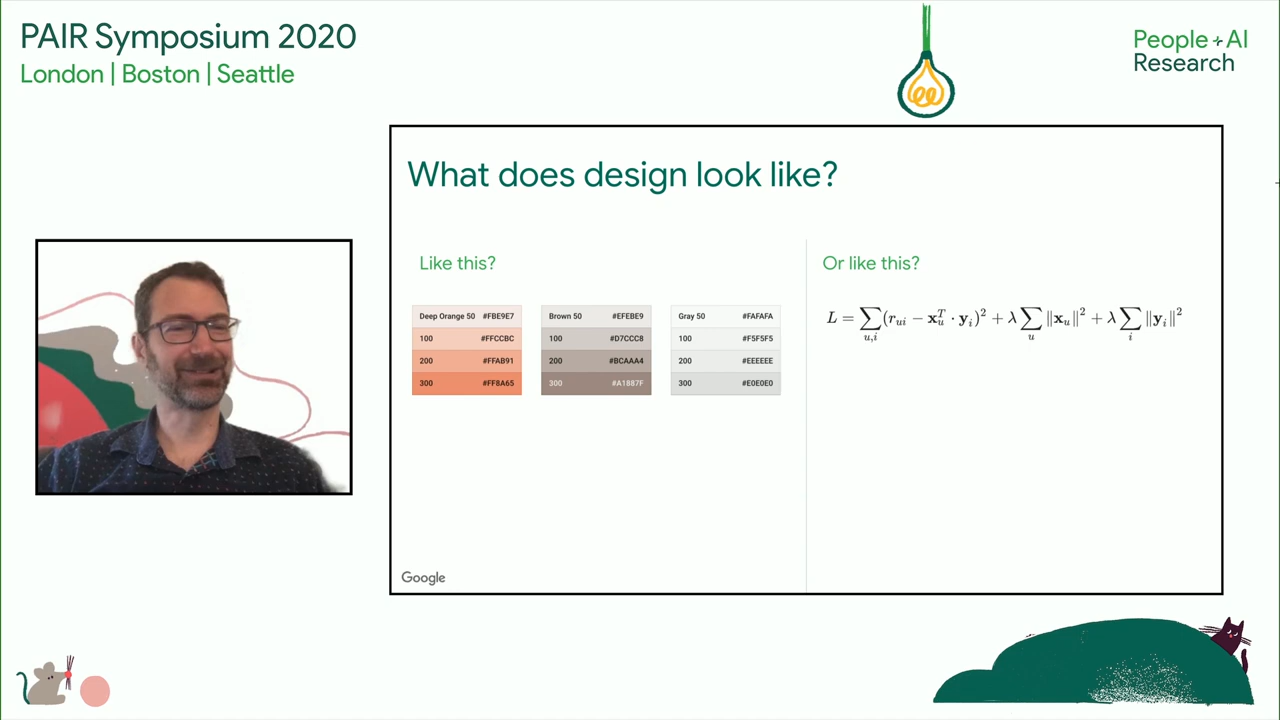 PAIR Symposium 2020
London | Boston | Seattle
People + AI
Research
What does design look like?
Like this?
Deep Orange 50 #FBE9E7
100 #FFCCBC
200 #FFAB91
300 #FF8A65
Brown 50 #EFEBE9
100 #D7CCC8
200 #BCAAA4
300 #A1887F
Gray 50 #FAFAFA
100 #F5F5F5
200 #EEEEEE
300 #E0E0E0
Or like this?
L = ∑_{u,i} (r_{ui} − x_u^T · y_i)^2 + λ ∑_u ‖x_u‖^2 + λ ∑_i ‖y_i‖^2
Google